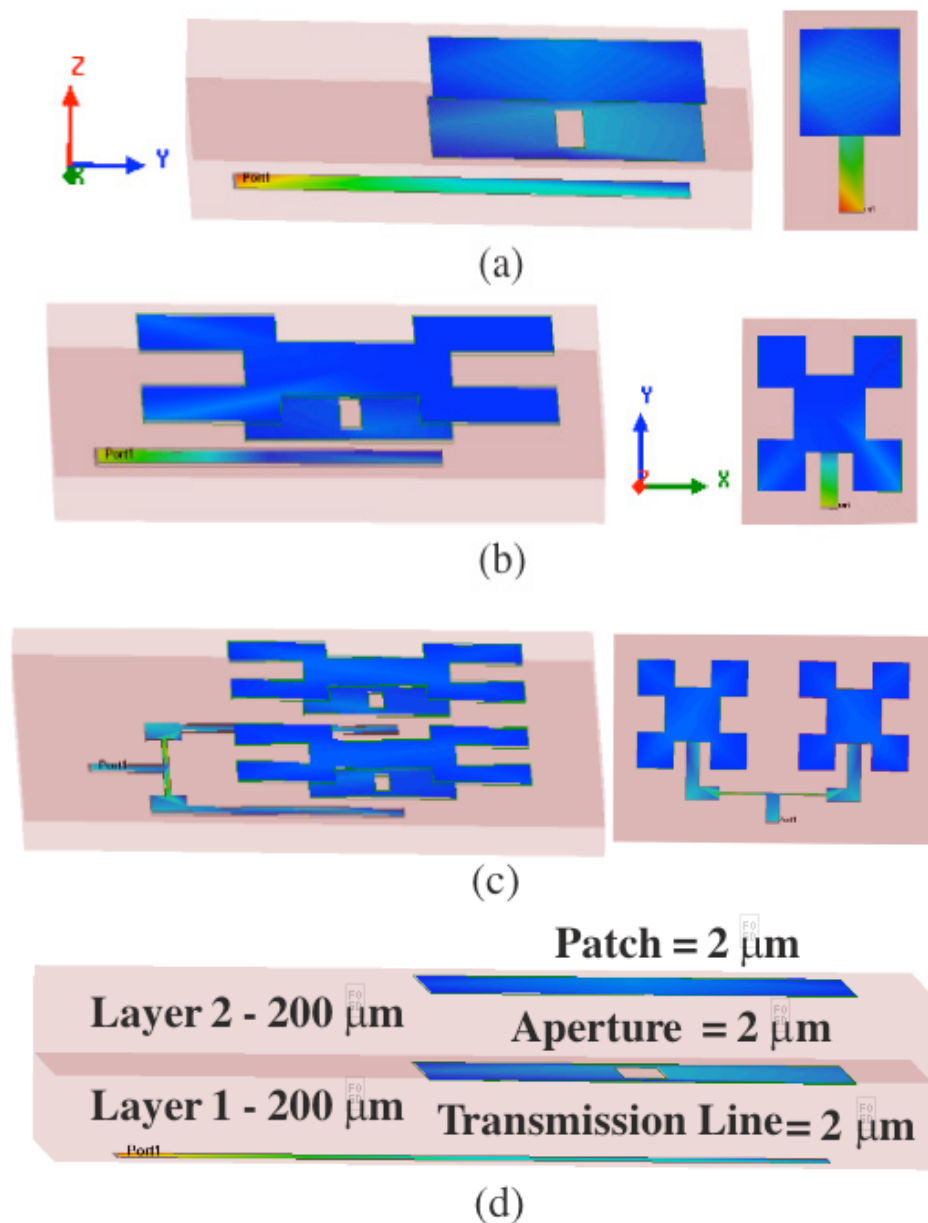 Z
Y
X
Port1
(a)
Port1
Y
X
(b)
Port1
Port1
(c)
Patch = 2 μm
Layer 2 - 200 μm
Aperture = 2 μm
Layer 1 - 200 μm
Transmission Line = 2 μm
Port1
(d)